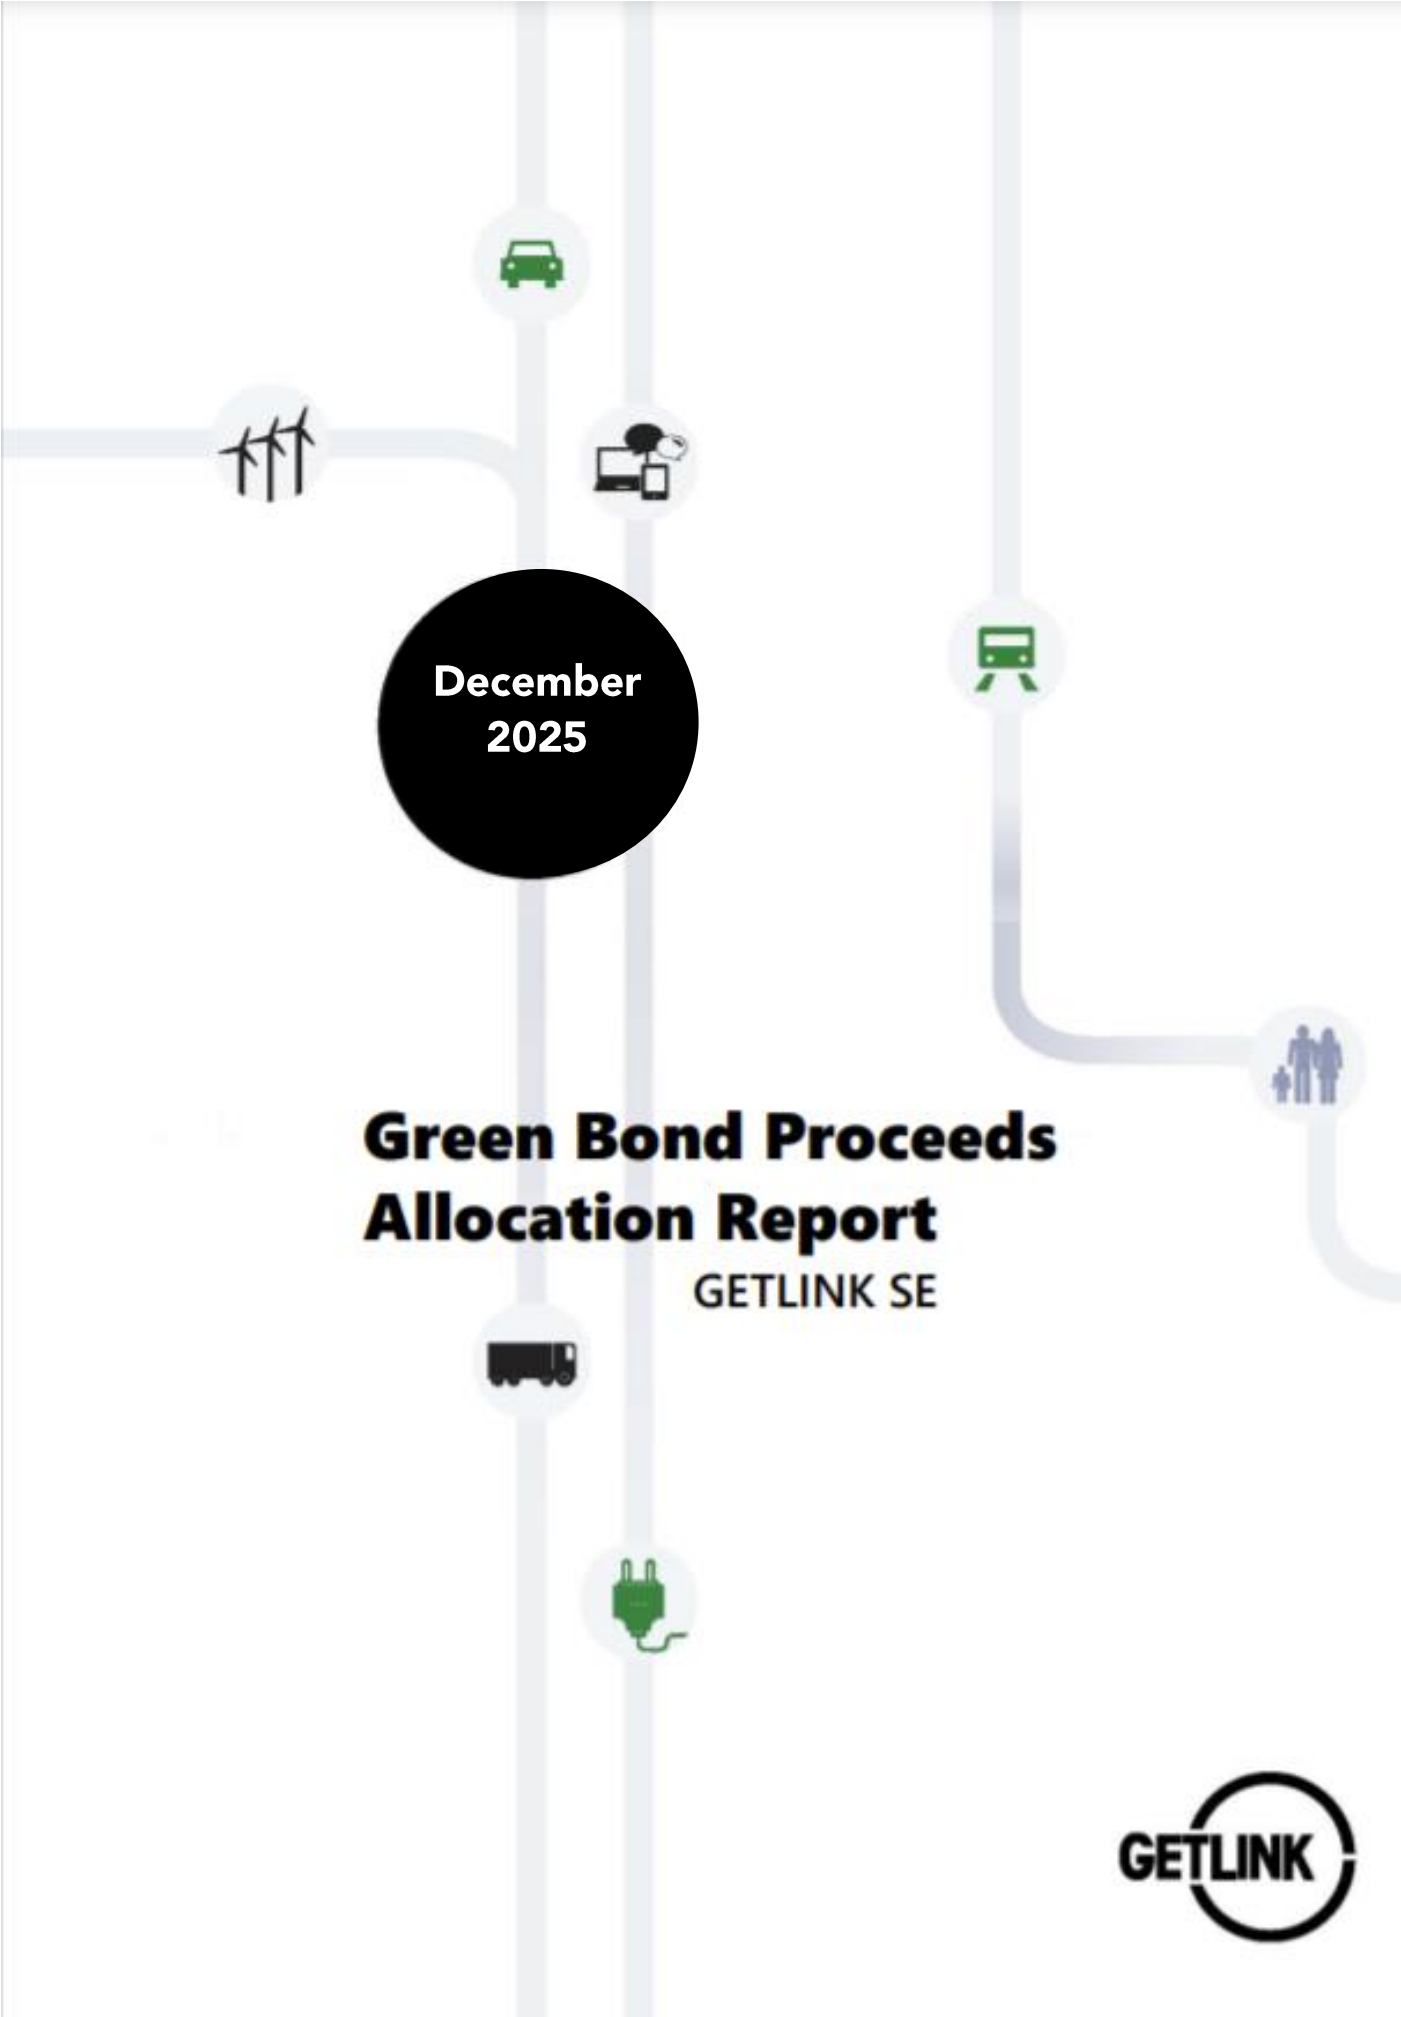 December
2025
Green Bond Proceeds
Allocation Report
GETLINK SE
GETLINK